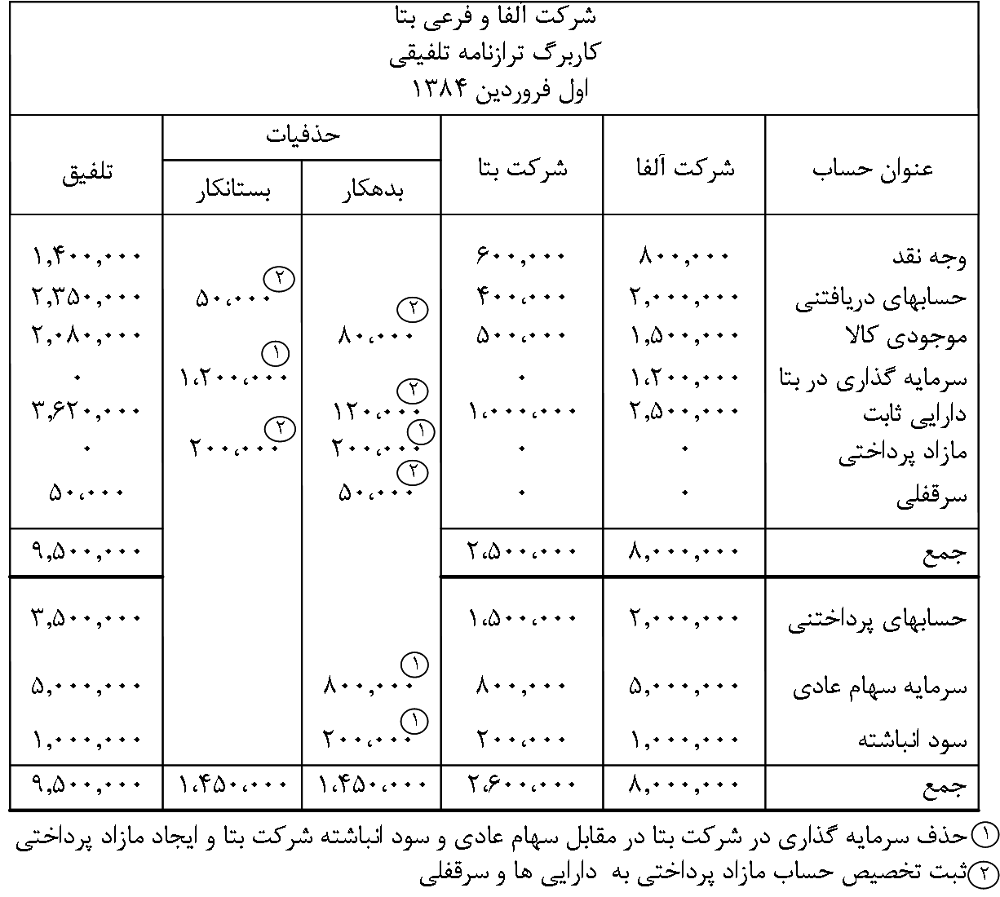 شرکت آلفا و فرعی بتا
کاربرگ ترازنامه تلفیقی
اول فروردین ۱۳۸۴
عنوان حساب شرکت آلفا شرکت بتا حذفیات تلفیق
بدهکار بستانکار
وجه نقد ۸۰۰,۰۰۰ ۶۰۰,۰۰۰ ۱,۴۰۰,۰۰۰
حسابهای دریافتنی ۲,۰۰۰,۰۰۰ ۴۰۰,۰۰۰ ۵۰،۰۰۰ ۲ ۲,۳۵۰,۰۰۰
موجودی کالا ۱,۵۰۰,۰۰۰ ۵۰۰,۰۰۰ ۸۰,۰۰۰ ۲ ۲,۰۸۰,۰۰۰
سرمایه گذاری در بتا ۱,۲۰۰,۰۰۰ ۰ ۱،۲۰۰,۰۰۰ ۱ ۰
دارایی ثابت ۲,۵۰۰,۰۰۰ ۱,۰۰۰,۰۰۰ ۱۲۰,۰۰۰ ۲ ۳,۶۲۰,۰۰۰
مازاد پرداختی ۰ ۰ ۲۰۰,۰۰۰ ۱ ۲۰۰،۰۰۰ ۲ ۰
سرقفلی ۰ ۰ ۵۰،۰۰۰ ۲ ۵۰,۰۰۰
جمع ۸,۰۰۰,۰۰۰ ۲،۵۰۰,۰۰۰ ۹,۵۰۰,۰۰۰
حسابهای پرداختنی ۲,۰۰۰,۰۰۰ ۱,۵۰۰,۰۰۰ ۳,۵۰۰,۰۰۰
سرمایه سهام عادی ۵,۰۰۰,۰۰۰ ۸۰۰,۰۰۰ ۸۰۰,۰۰۰ ۱ ۵,۰۰۰,۰۰۰
سود انباشته ۱,۰۰۰,۰۰۰ ۲۰۰,۰۰۰ ۲۰۰,۰۰۰ ۱ ۱,۰۰۰,۰۰۰
جمع ۸,۰۰۰,۰۰۰ ۲,۶۰۰,۰۰۰ ۱،۴۵۰،۰۰۰ ۱،۴۵۰،۰۰۰ ۹,۵۰۰,۰۰۰
۱ حذف سرمایه گذاری در شرکت بتا در مقابل سهام عادی و سود انباشته شرکت بتا و ایجاد مازاد پرداختی
۲ ثبت تخصیص حساب مازاد پرداختی به دارایی ها و سرقفلی